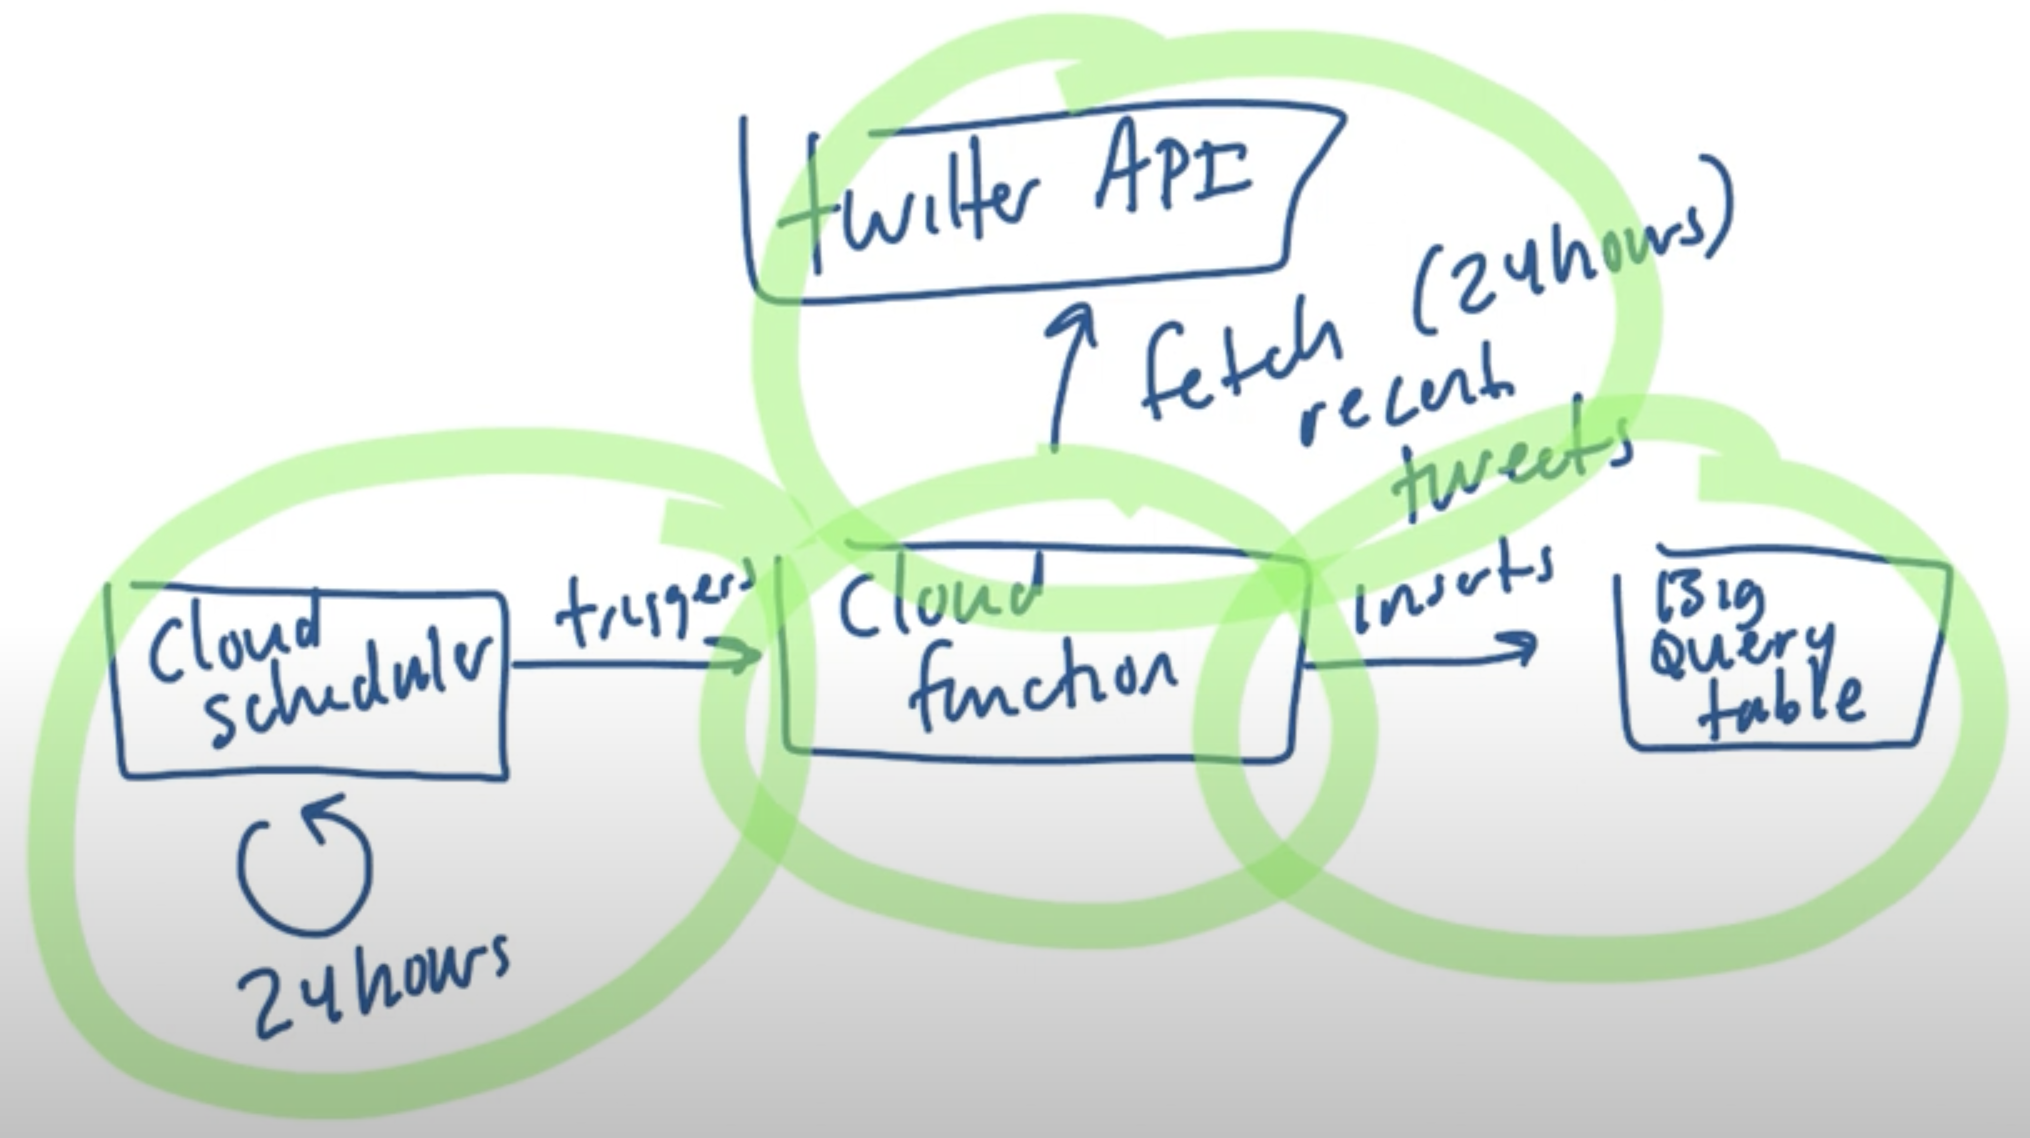 twitter API
fetch (24hours)
recent
tweets
Cloud
scheduler
triggers
Cloud
function
inserts
Big
Query
table
24hours